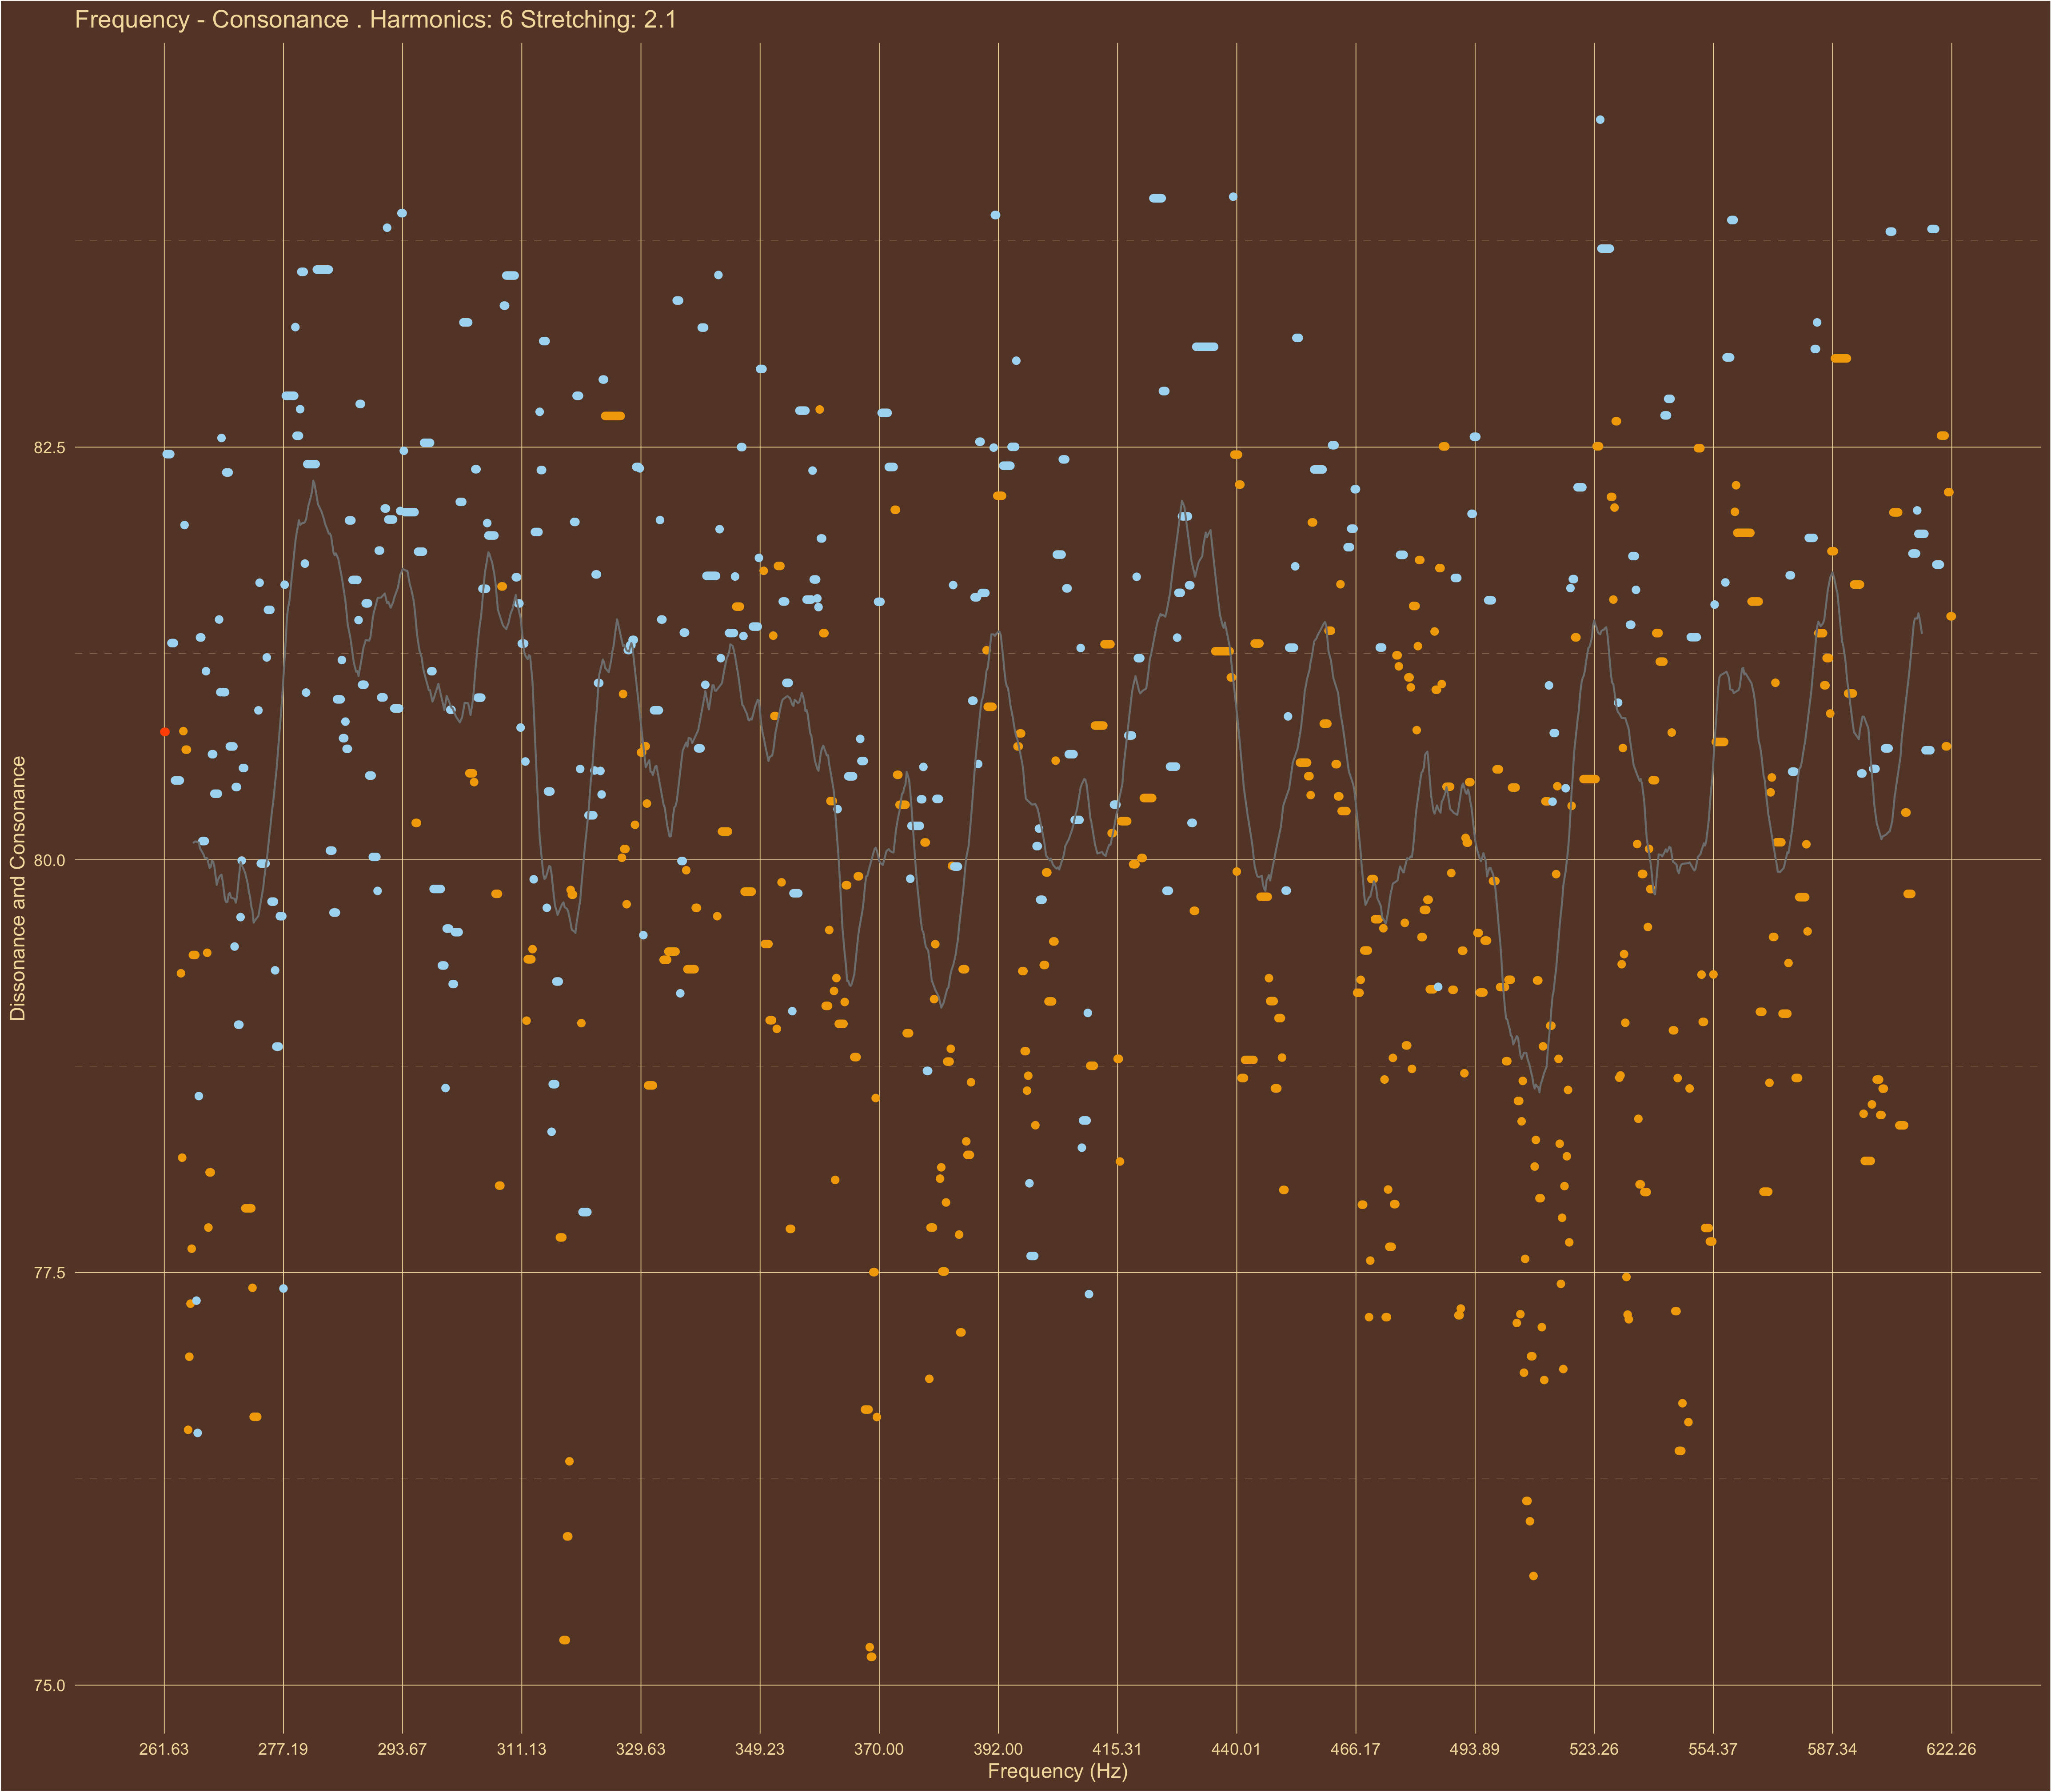 Frequency - Consonance . Harmonics: 6 Stretching: 2.1
Dissonance and Consonance
82.5
80.0
77.5
75.0
261.63 277.19 293.67 311.13 329.63 349.23 370.00 392.00 415.31 440.01 466.17 493.89 523.26 554.37 587.34 622.26
Frequency (Hz)